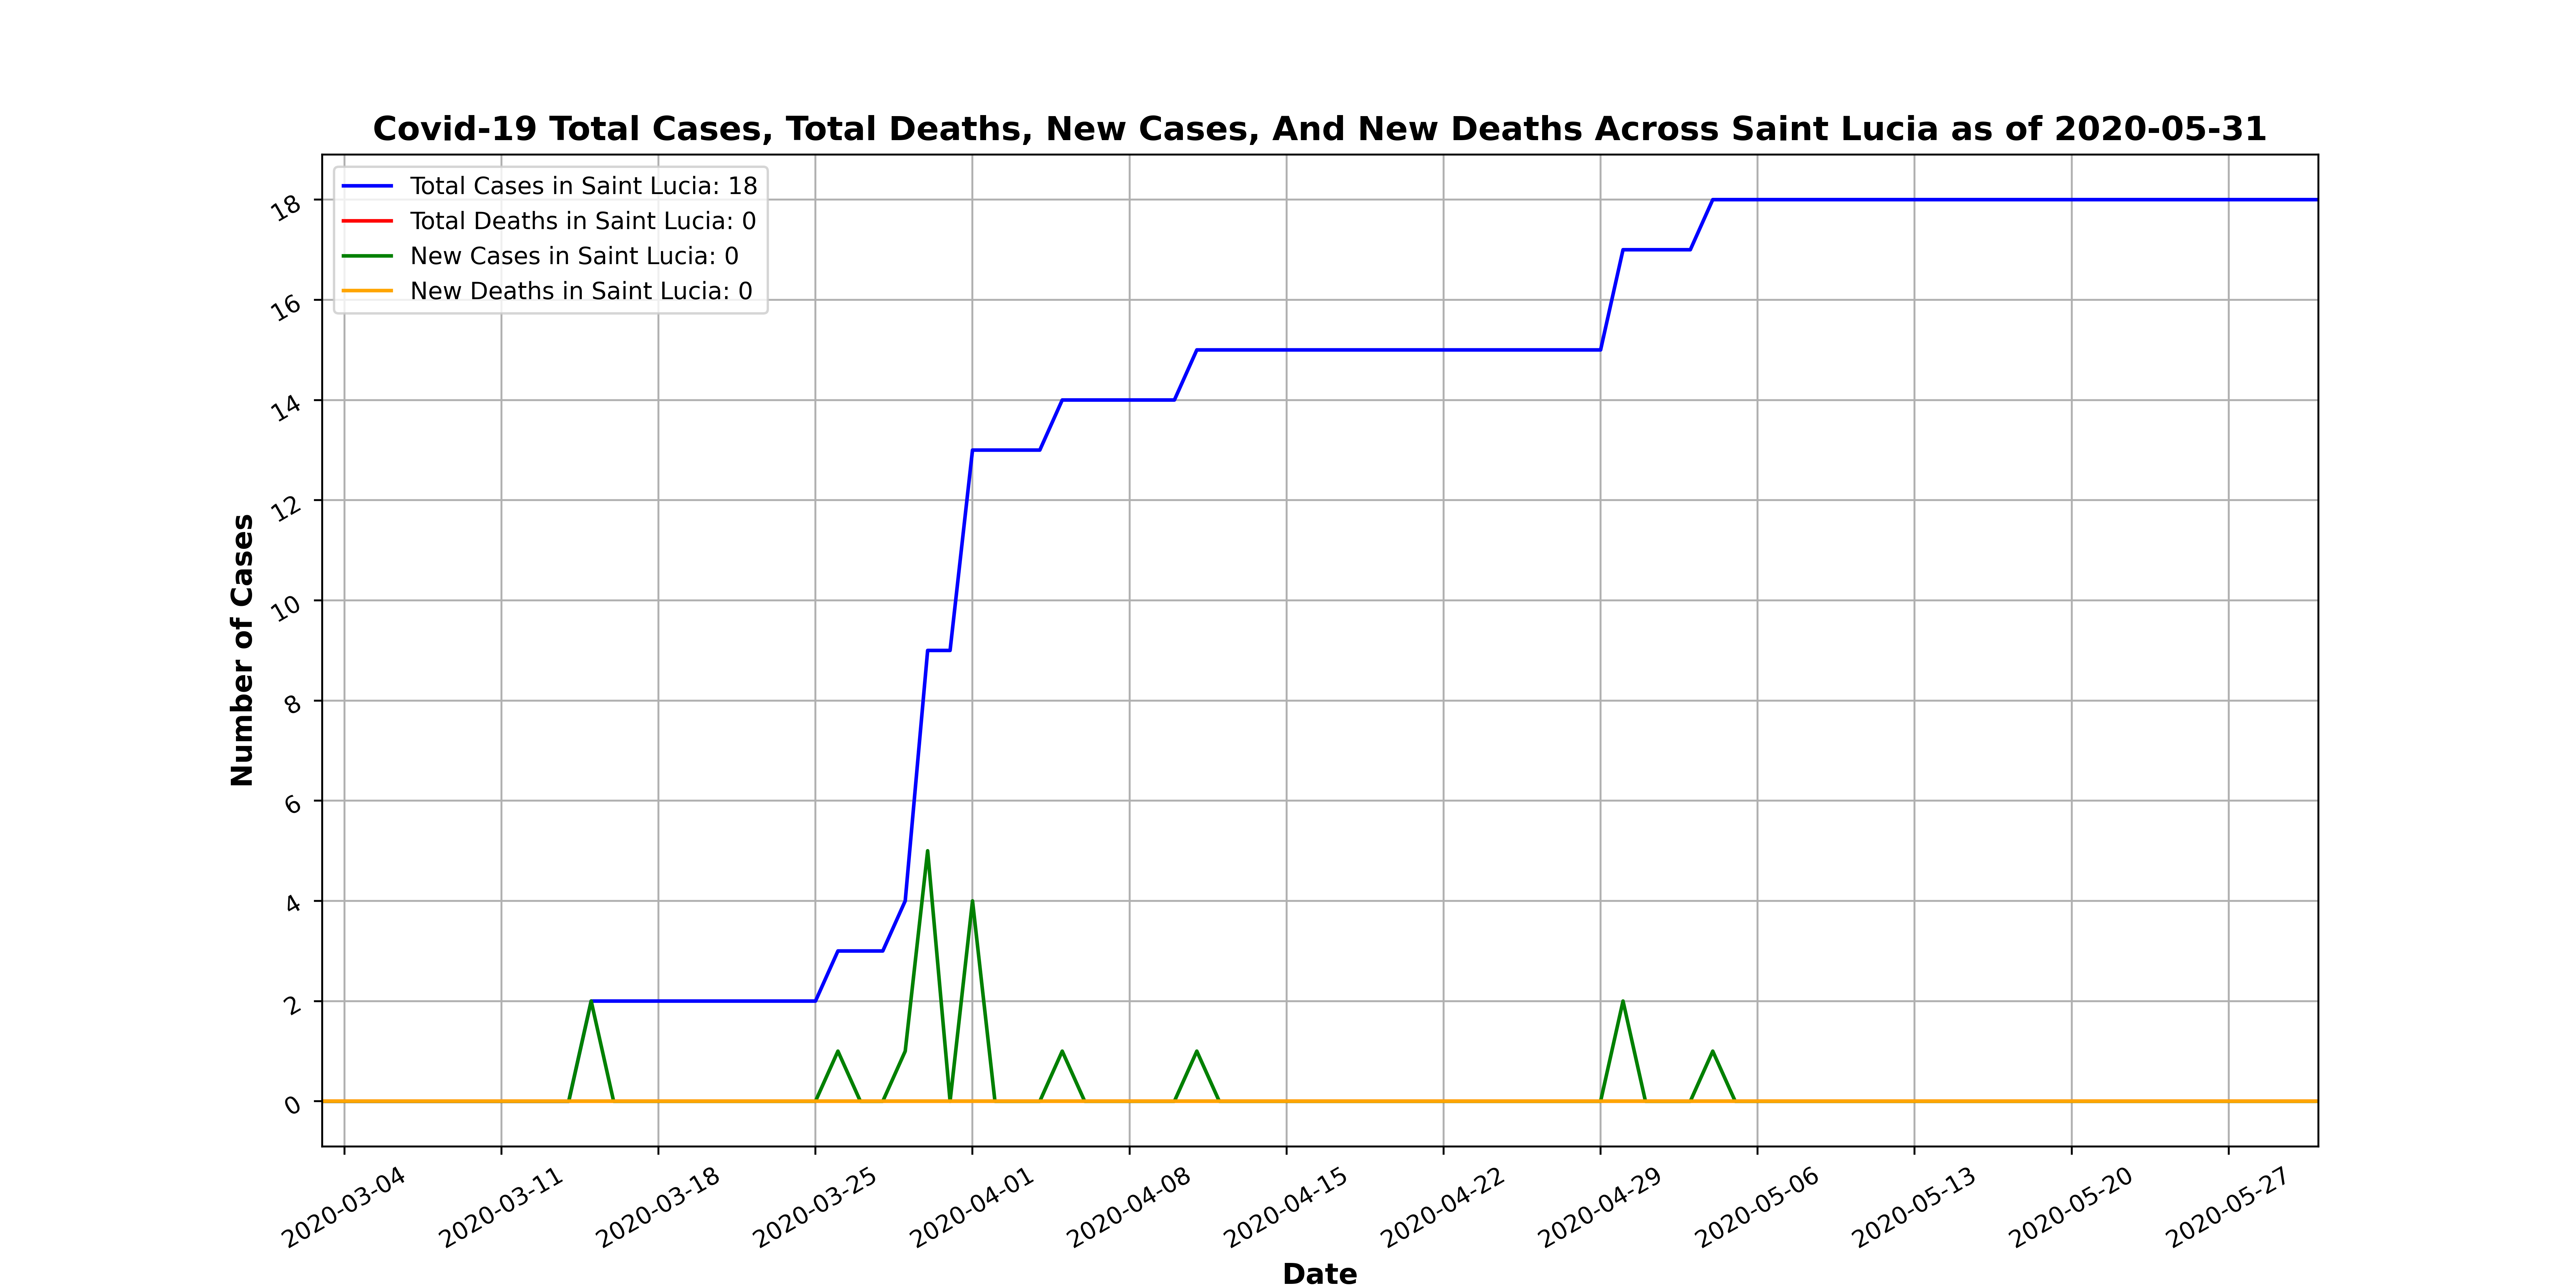 Covid-19 Total Cases, Total Deaths, New Cases, And New Deaths Across Saint Lucia as of 2020-05-31
Total Cases in Saint Lucia: 18
Total Deaths in Saint Lucia: 0
New Cases in Saint Lucia: 0
New Deaths in Saint Lucia: 0
Number of Cases
18
16
14
12
10
8
6
4
2
0
2020-03-04 2020-03-11 2020-03-18 2020-03-25 2020-04-01 2020-04-08 2020-04-15 2020-04-22 2020-04-29 2020-05-06 2020-05-13 2020-05-20 2020-05-27
Date